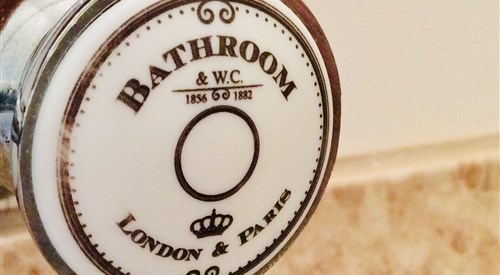 BATHROOM
& W.C.
1856 1882
LONDON & PARIS